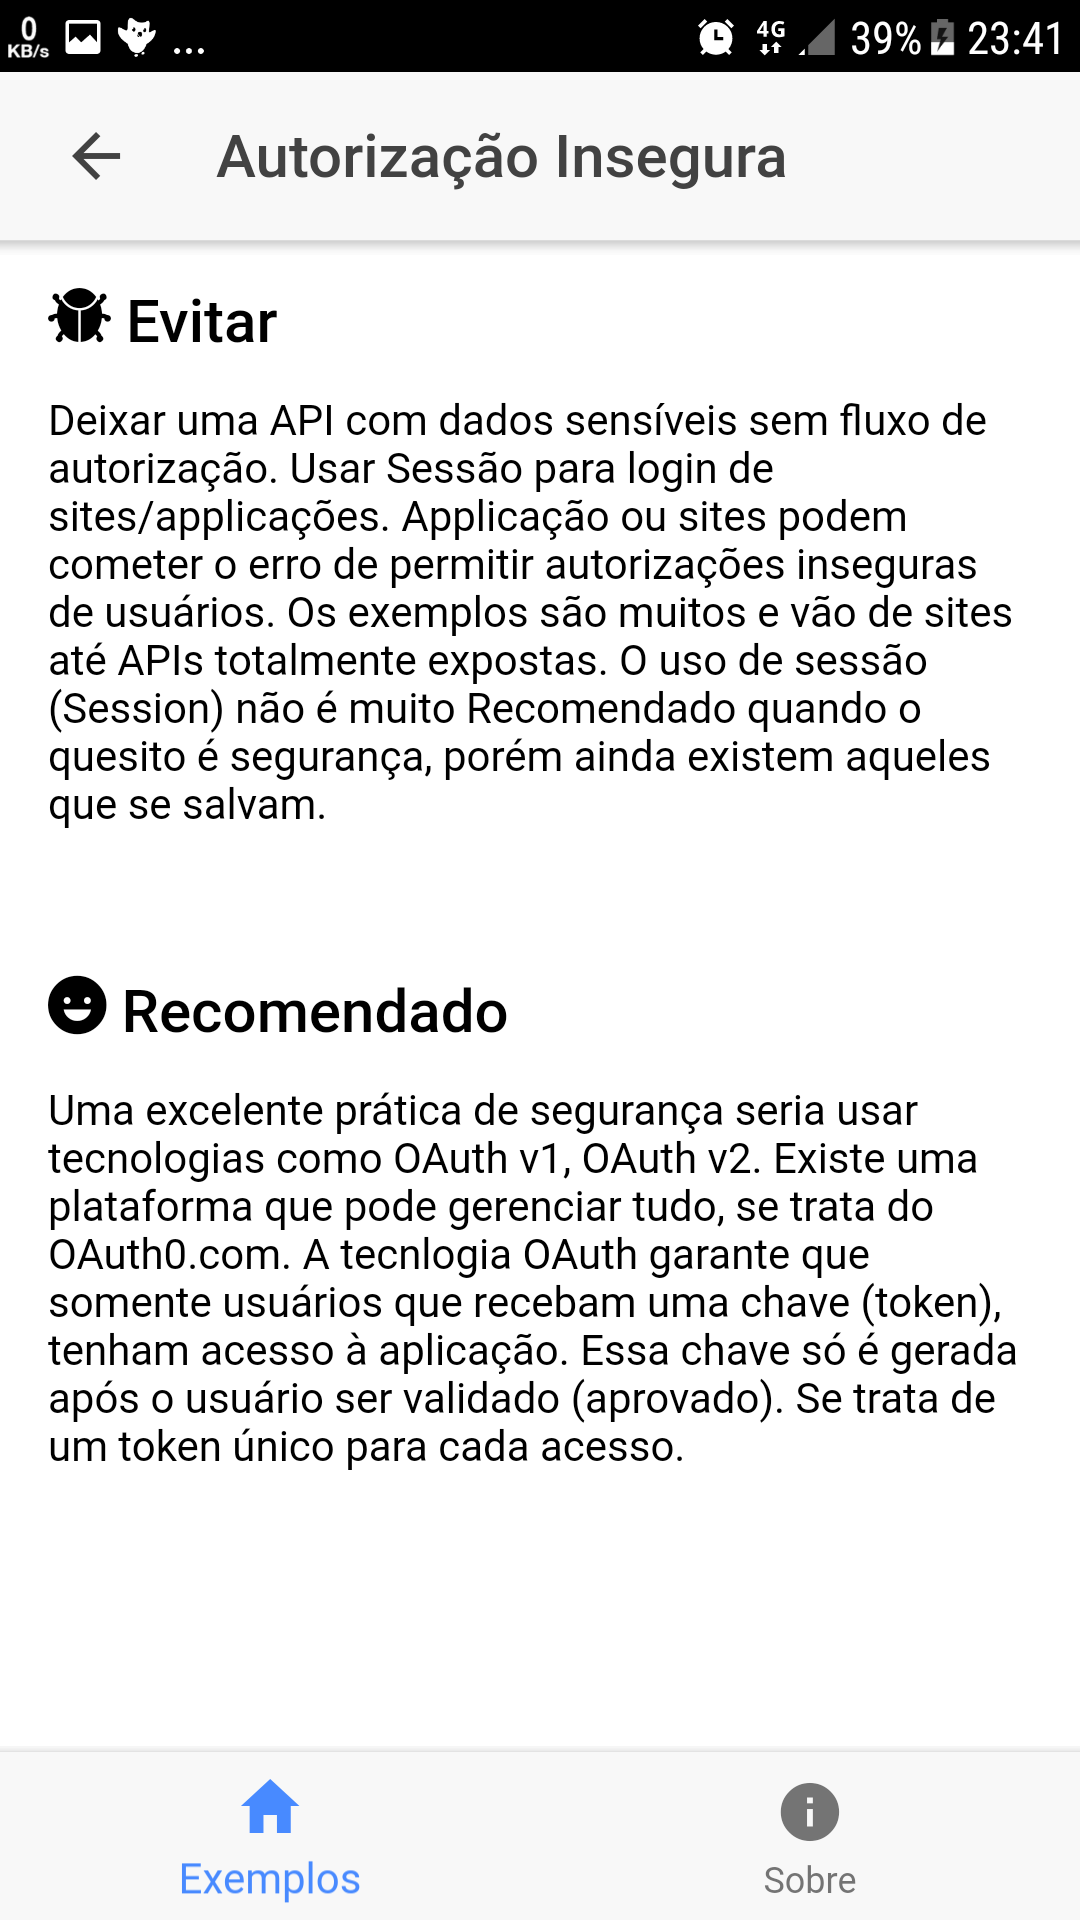 0
KB/s
...
4G
39%
23:41
Autorização Insegura
Evitar
Deixar uma API com dados sensíveis sem fluxo de
autorização. Usar Sessão para login de
sites/applicações. Applicação ou sites podem
cometer o erro de permitir autorizações inseguras
de usuários. Os exemplos são muitos e vão de sites
até APIs totalmente expostas. O uso de sessão
(Session) não é muito Recomendado quando o
quesito é segurança, porém ainda existem aqueles
que se salvam.
Recomendado
Uma excelente prática de segurança seria usar
tecnologias como OAuth v1, OAuth v2. Existe uma
plataforma que pode gerenciar tudo, se trata do
OAuth0.com. A tecnlogia OAuth garante que
somente usuários que recebam uma chave (token),
tenham acesso à aplicação. Essa chave só é gerada
após o usuário ser validado (aprovado). Se trata de
um token único para cada acesso.
Exemplos
Sobre